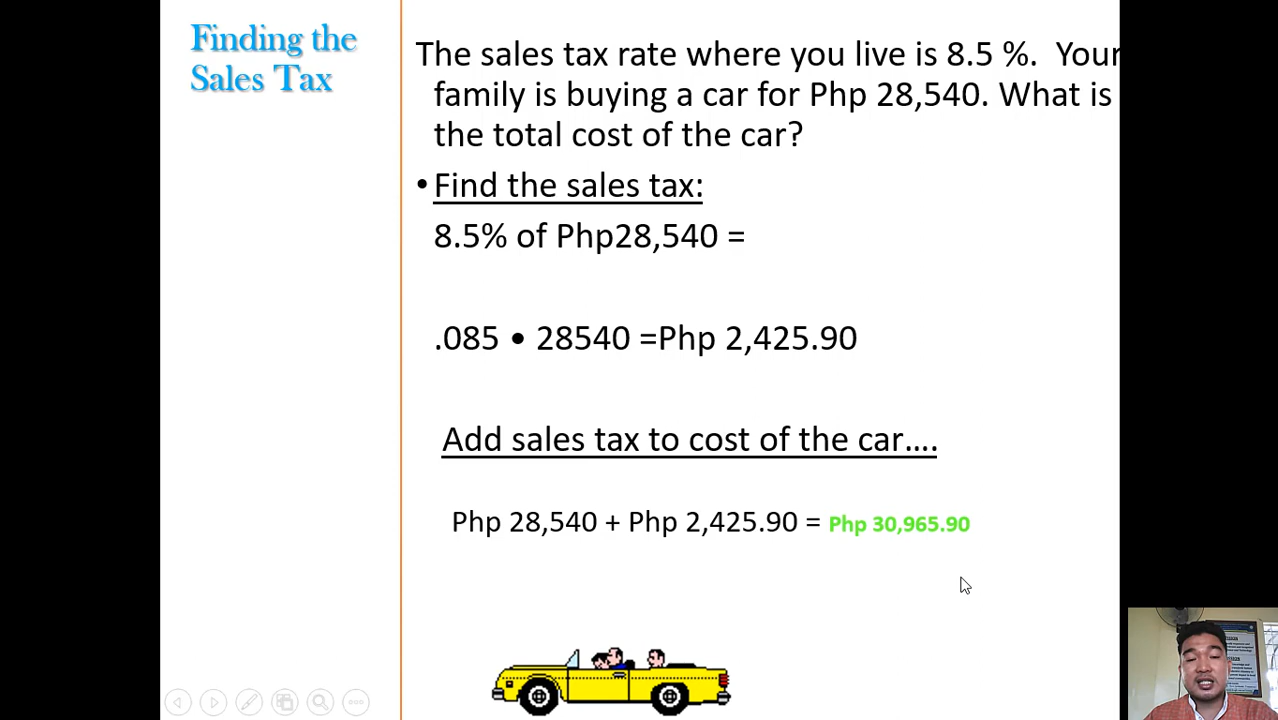 Finding the
Sales Tax
The sales tax rate where you live is 8.5 %.  Your
family is buying a car for Php 28,540. What is
the total cost of the car?
• Find the sales tax:
8.5% of Php28,540 =
.085 • 28540 =Php 2,425.90
Add sales tax to cost of the car….
Php 28,540 + Php 2,425.90 = Php 30,965.90